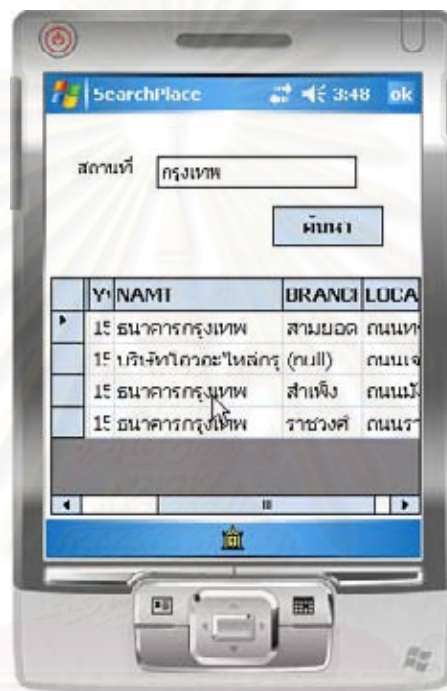 SearchPlace 3:48 ok
สถานที่ กรุงเทพ
ค้นหา
NAME BRANCH LOCA
15 ธนาคารกรุงเทพ สามยอด
15 (null)
15 ธนาคารกรุงเทพ สำเพ็ง
15 ธนาคารกรุงเทพ ราชวงศ์